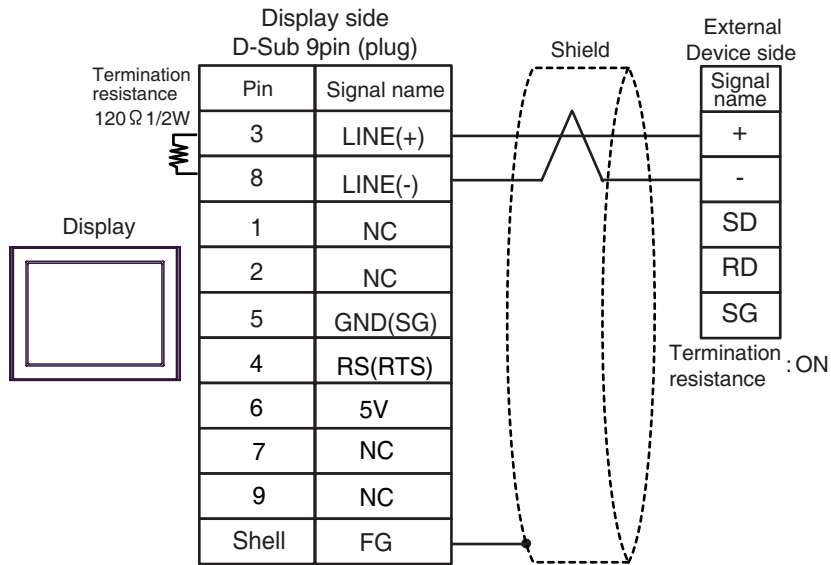 Display side
D-Sub 9pin (plug)
Shield
External
Device side
Termination
resistance
120Ω 1/2W
Pin Signal name
Signal
name
3 LINE(+) +
8 LINE(-) -
Display
1 NC SD
2 NC RD
5 GND(SG) SG
4 RS(RTS)
Termination
resistance : ON
6 5V
7 NC
9 NC
Shell FG